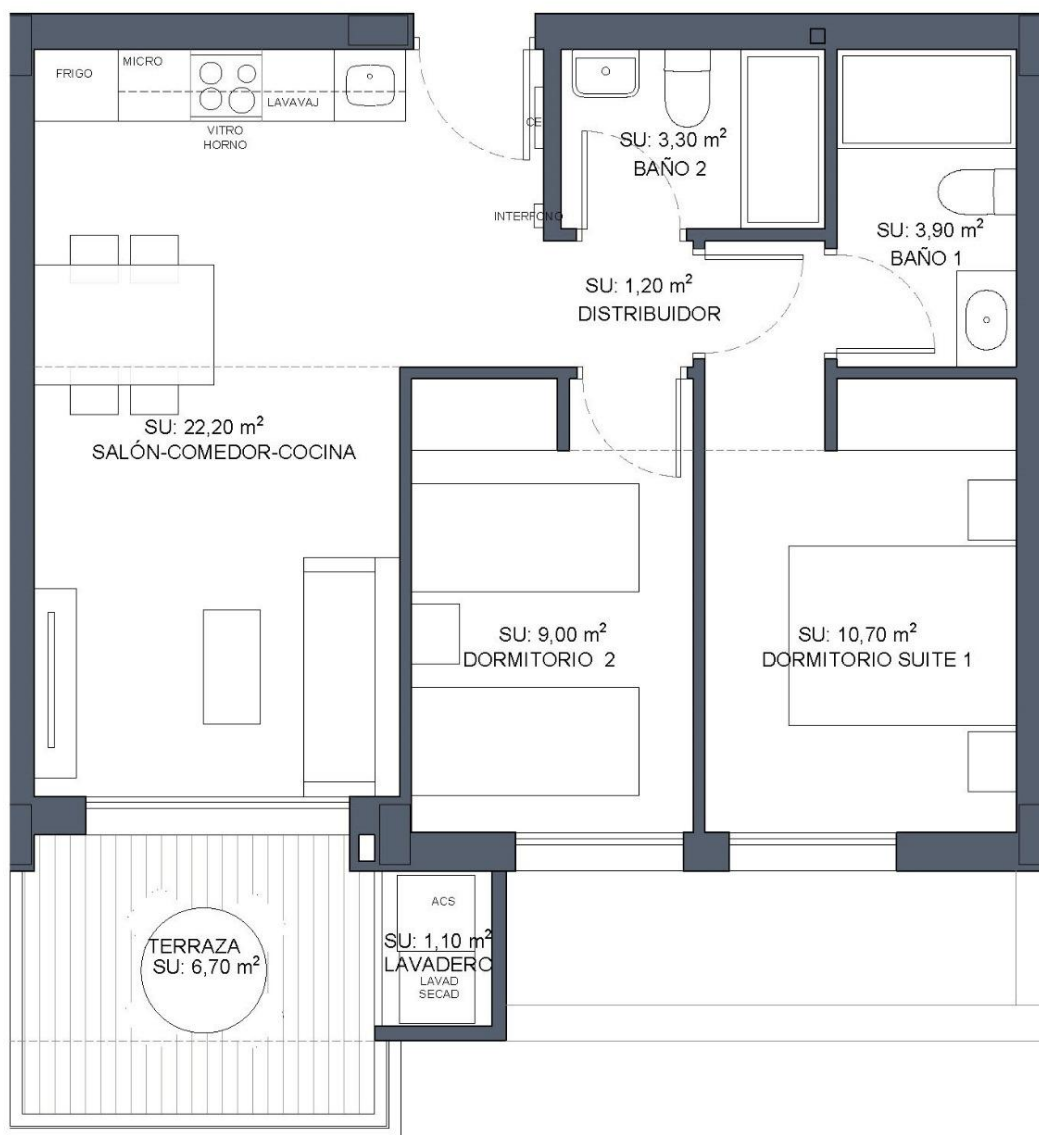 FRIGO
MICRO
LAVAVAJ
VITRO
HORNO
CE
INTERFONO
SU: 3,30 m²
BAÑO 2
SU: 3,90 m²
BAÑO 1
SU: 1,20 m²
DISTRIBUIDOR
SU: 22,20 m²
SALÓN-COMEDOR-COCINA
SU: 9,00 m²
DORMITORIO 2
SU: 10,70 m²
DORMITORIO SUITE 1
TERRAZA
SU: 6,70 m²
ACS
SU: 1,10 m²
LAVADERO
LAVAD
SECAD